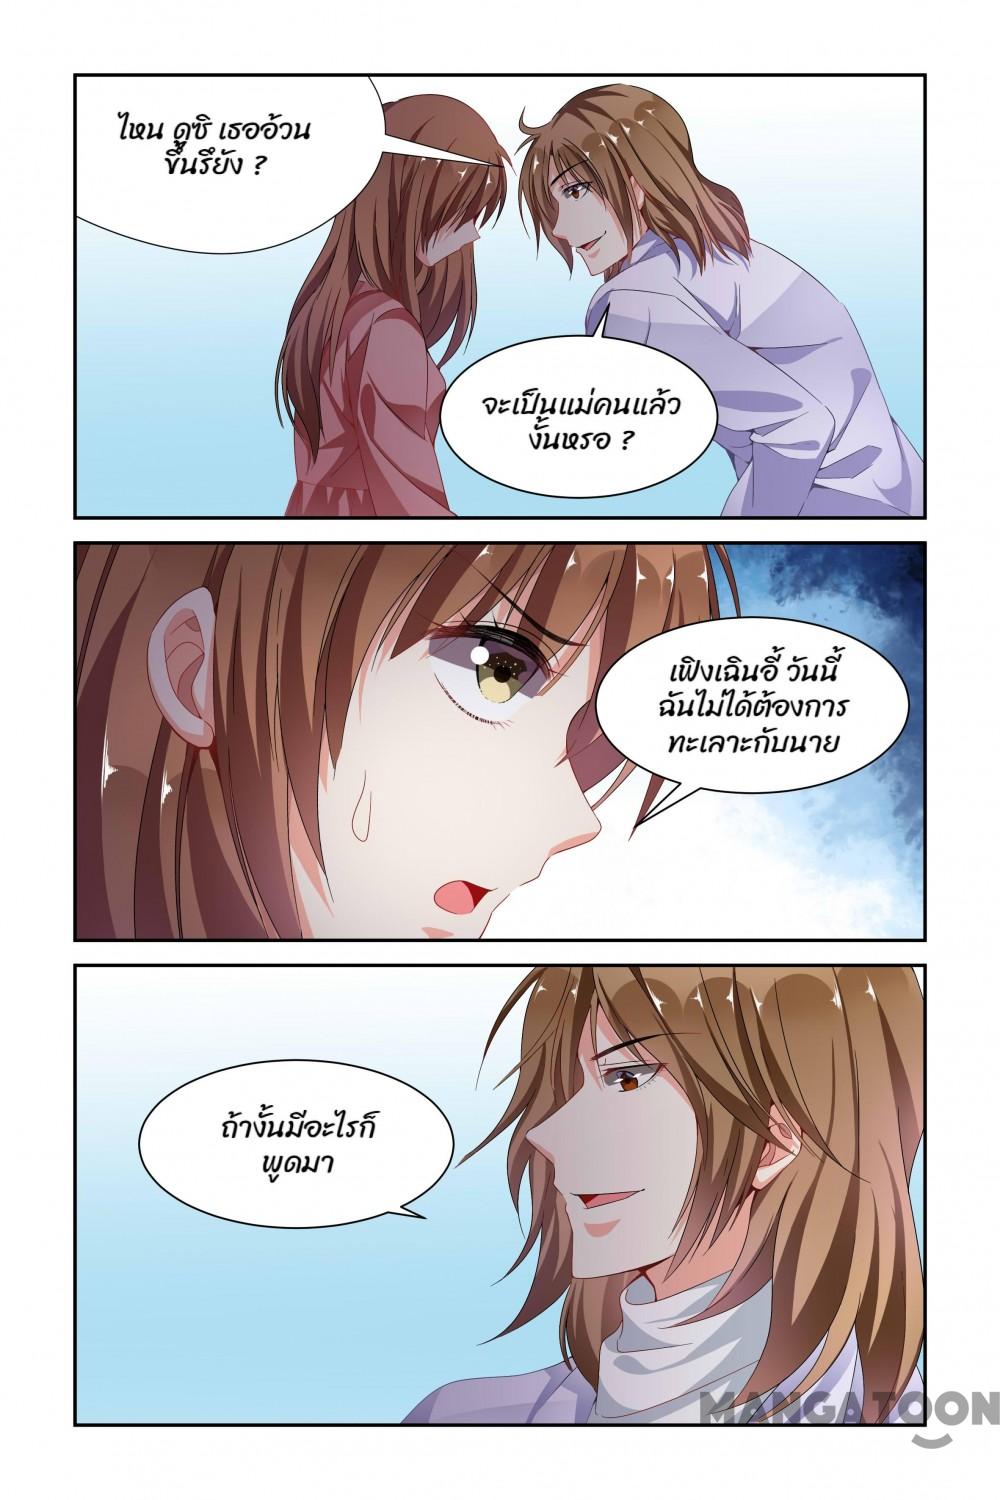 ไหน ดูซิ เธออ้วน
ขึ้นรึยัง ?
จะเป็นแม่คนแล้ว
งั้นหรอ ?
เฟิงเฉินอี้ วันนี้
ฉันไม่ได้ต้องการ
ทะเลาะกับนาย
ถ้างั้นมีอะไรก็
พูดมา
MANGATOON